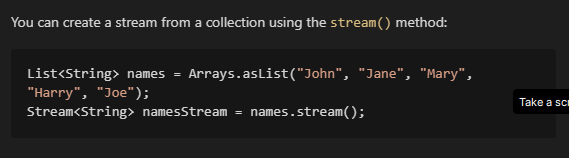 You can create a stream from a collection using the stream() method:
List<String> names = Arrays.asList("John", "Jane", "Mary",
"Harry", "Joe");
Take a scr
Stream<String> namesStream = names.stream();